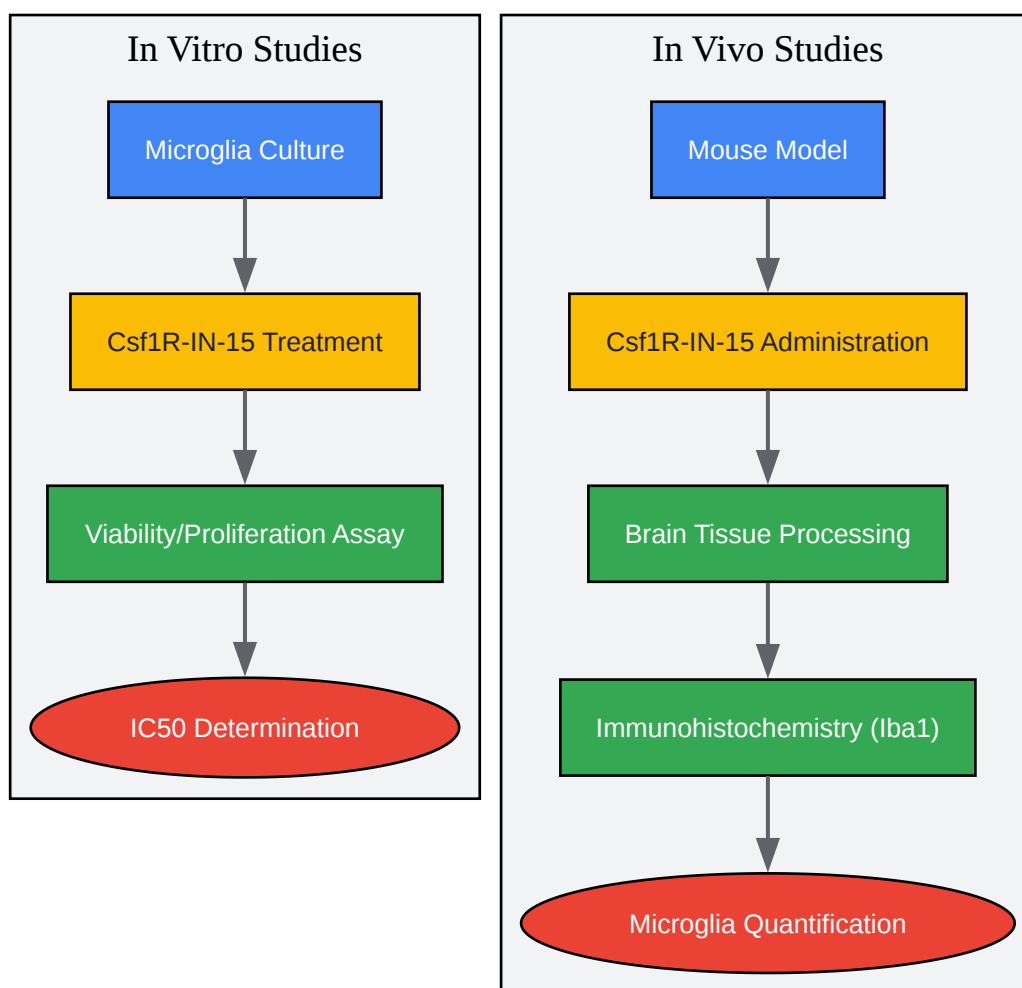 In Vitro Studies
Microglia Culture
Csf1R-IN-15 Treatment
Viability/Proliferation Assay
IC50 Determination
In Vivo Studies
Mouse Model
Csf1R-IN-15 Administration
Brain Tissue Processing
Immunohistochemistry (Iba1)
Microglia Quantification